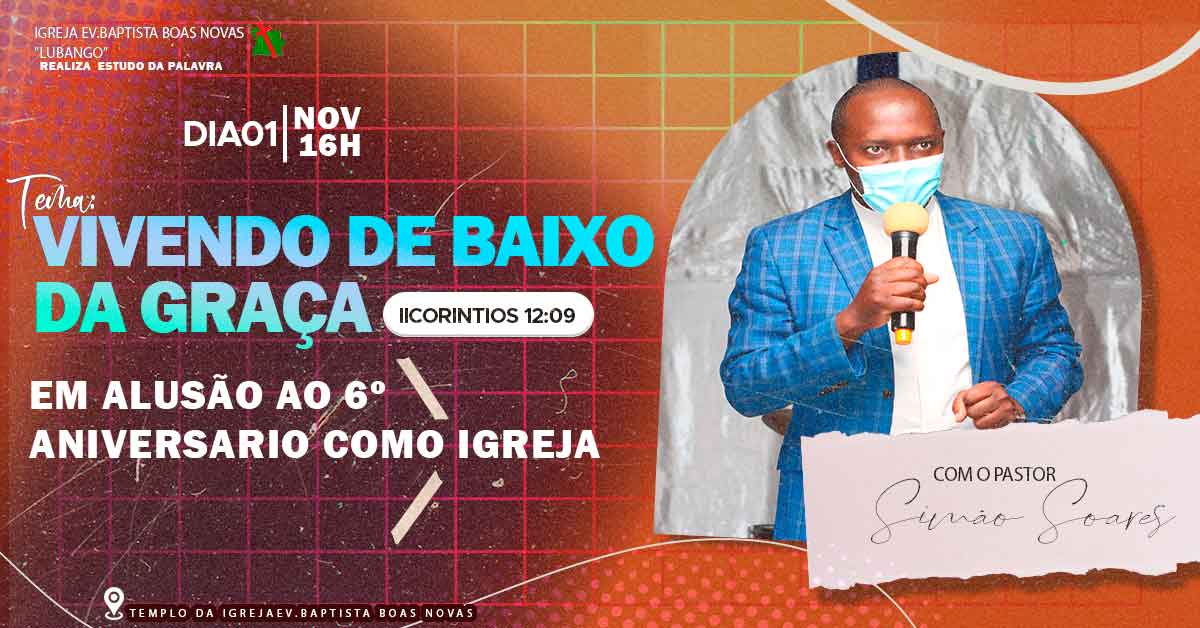 IGREJA EV.BAPTISTA BOAS NOVAS
"LUBANGO"
REALIZA ESTUDO DA PALAVRA
DIA01
NOV
16H
Tema:
VIVENDO DE BAIXO
DA GRAÇA
IICORINTIOS 12:09
EM ALUSÃO AO 6º
ANIVERSARIO COMO IGREJA
COM O PASTOR
Simão Soares
TEMPLO DA IGREJAEV.BAPTISTA BOAS NOVAS